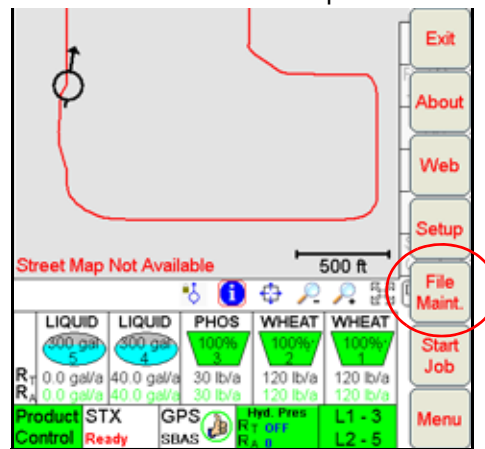 Exit
About
Web
Setup
Street Map Not Available
500 ft
File
Maint.
LIQUID LIQUID PHOS WHEAT WHEAT
300 gal 300 gal 100% 100% 100%
5 4 3 2 1
RT 0.0 gal/a 40.0 gal/a 30 lb/a 120 lb/a 120 lb/a
RA 0.0 gal/a 40.0 gal/a 30 lb/a 120 lb/a 120 lb/a
Start
Job
Product STX GPS Hyd. Pres L1 - 3
RT OFF
Control Ready SBAS RA 0 L2 - 5
Menu